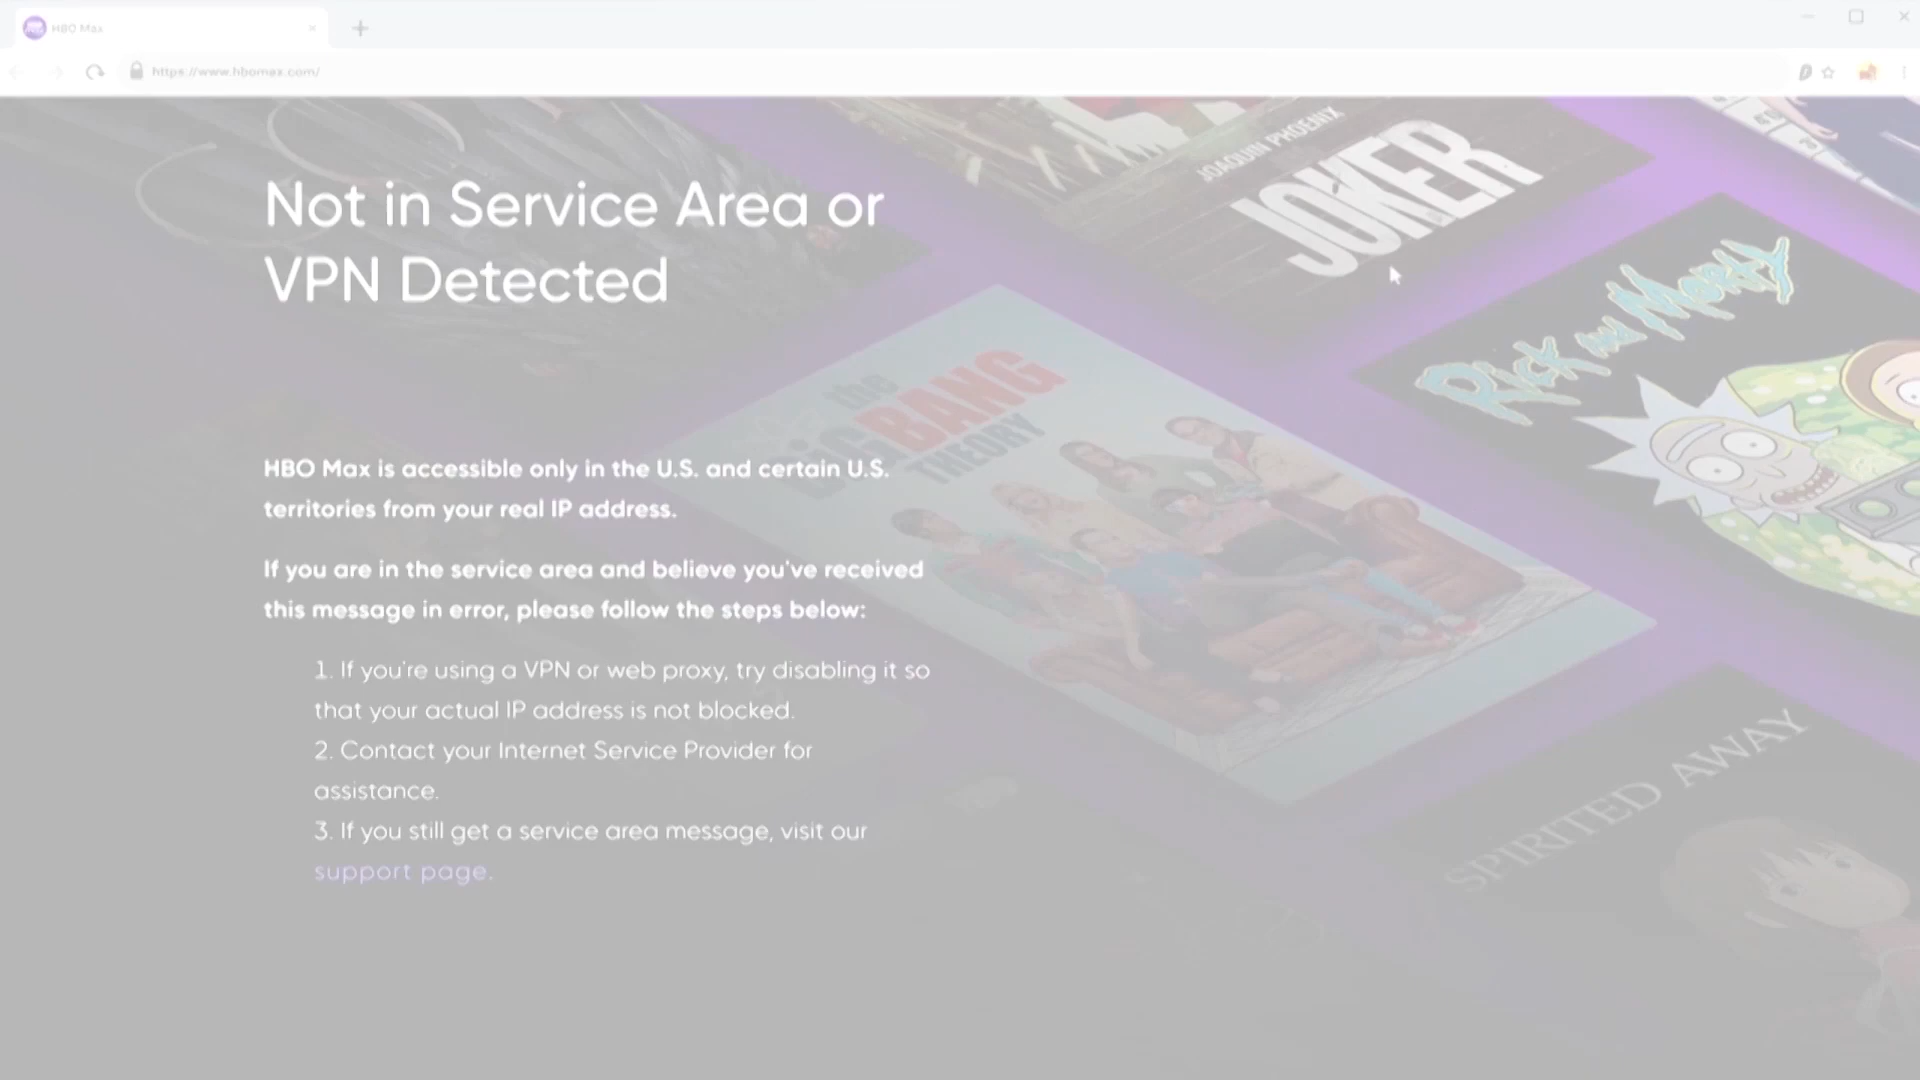 HBO Max
https://www.hbomax.com/
JOAQUIN PHOENIX
JOKER
Rick and Morty
Not in Service Area or
VPN Detected
the
BiG BANG
THEORY
HBO Max is accessible only in the U.S. and certain U.S.
territories from your real IP address.
If you are in the service area and believe you've received
this message in error, please follow the steps below:
1. If you're using a VPN or web proxy, try disabling it so
that your actual IP address is not blocked.
2. Contact your Internet Service Provider for
assistance.
3. If you still get a service area message, visit our
support page.
SPIRITED AWAY